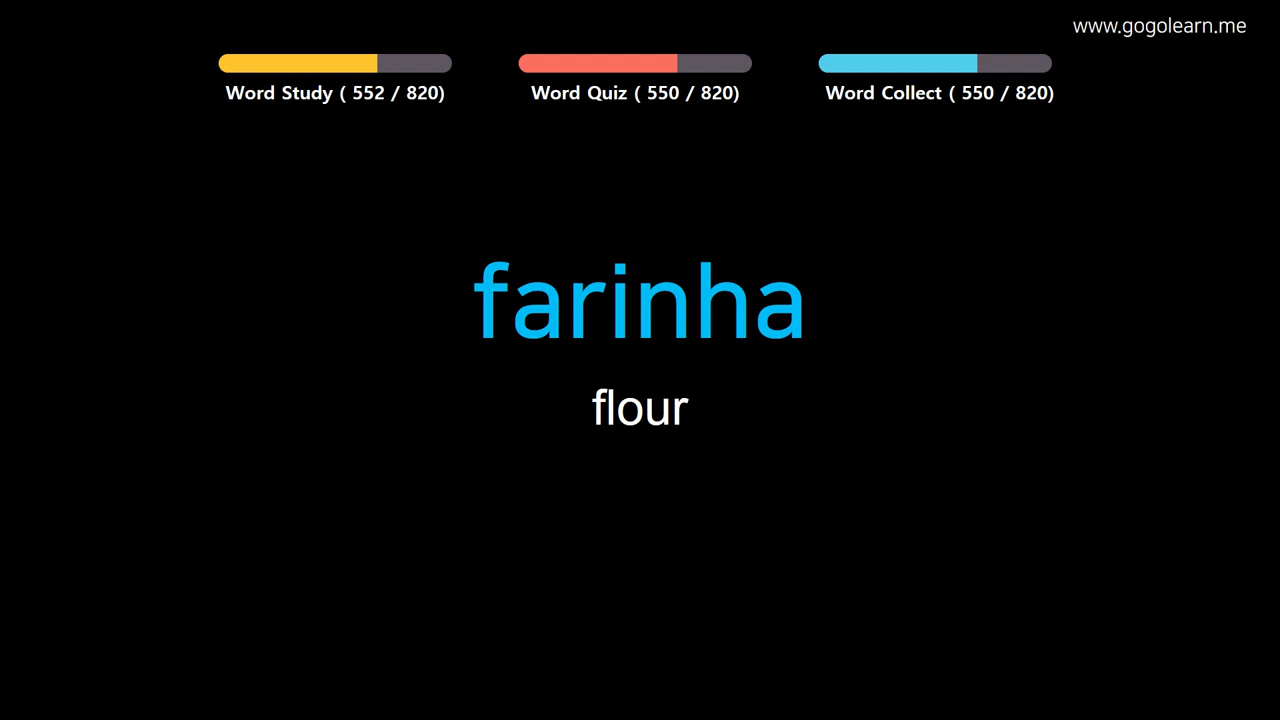 www.gogolearn.me
Word Study ( 552 / 820)
Word Quiz ( 550 / 820)
Word Collect ( 550 / 820)
farinha
flour